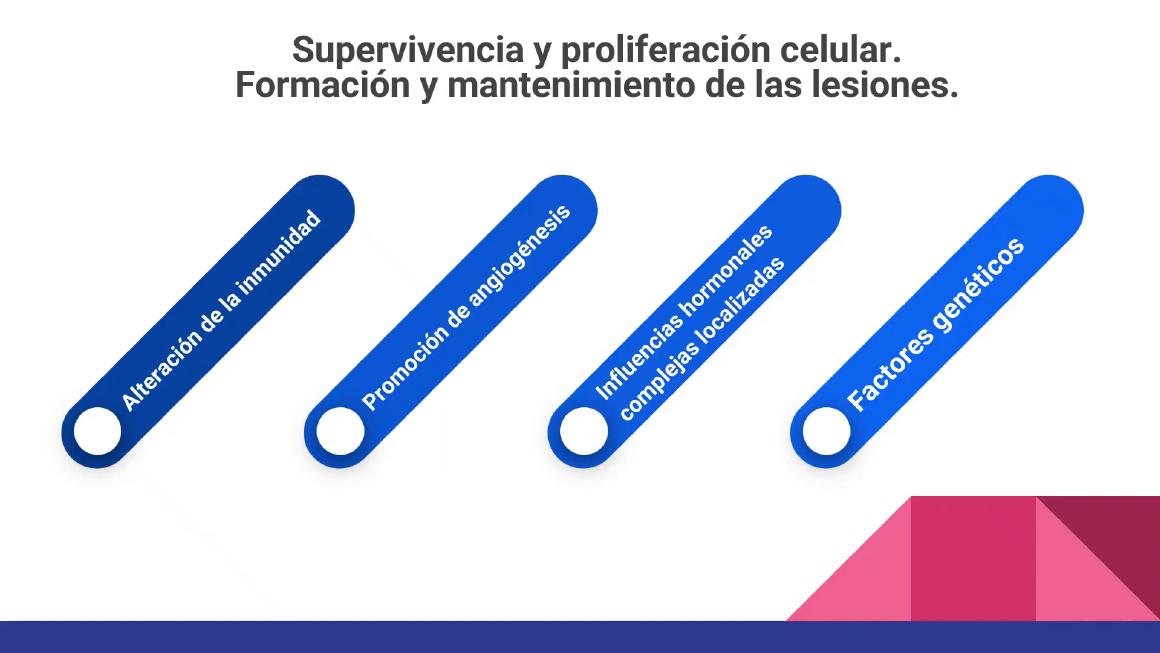 Supervivencia y proliferación celular.
Formación y mantenimiento de las lesiones.
Alteración de la inmunidad
Promoción de angiogénesis
Influencias hormonales
complejas localizadas
Factores genéticos